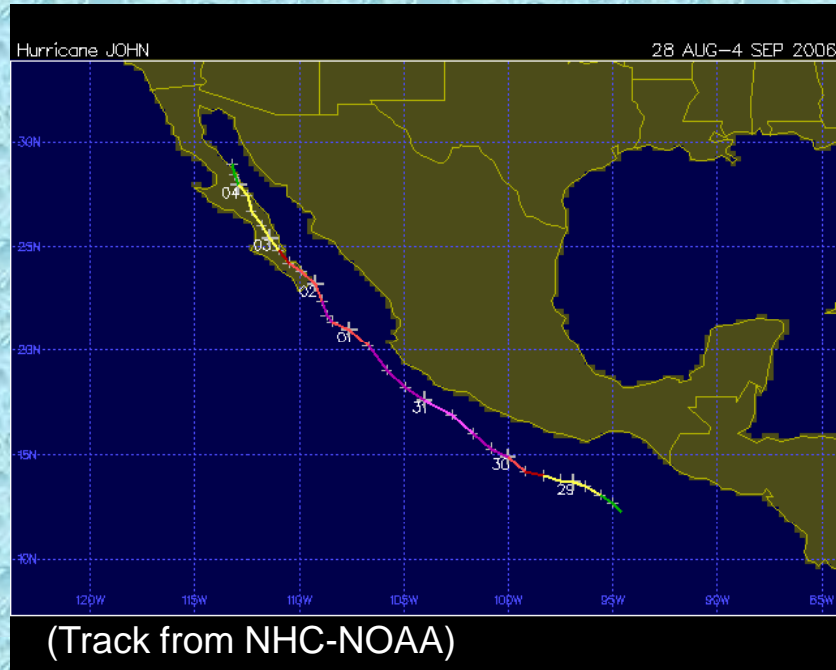 Hurricane JOHN 28 AUG-4 SEP 2006
30N
04
25N
03
02
01
20N
31
15N
30
29
10N
120W 115W 110W 105W 100W 95W 90W 85W
(Track from NHC-NOAA)